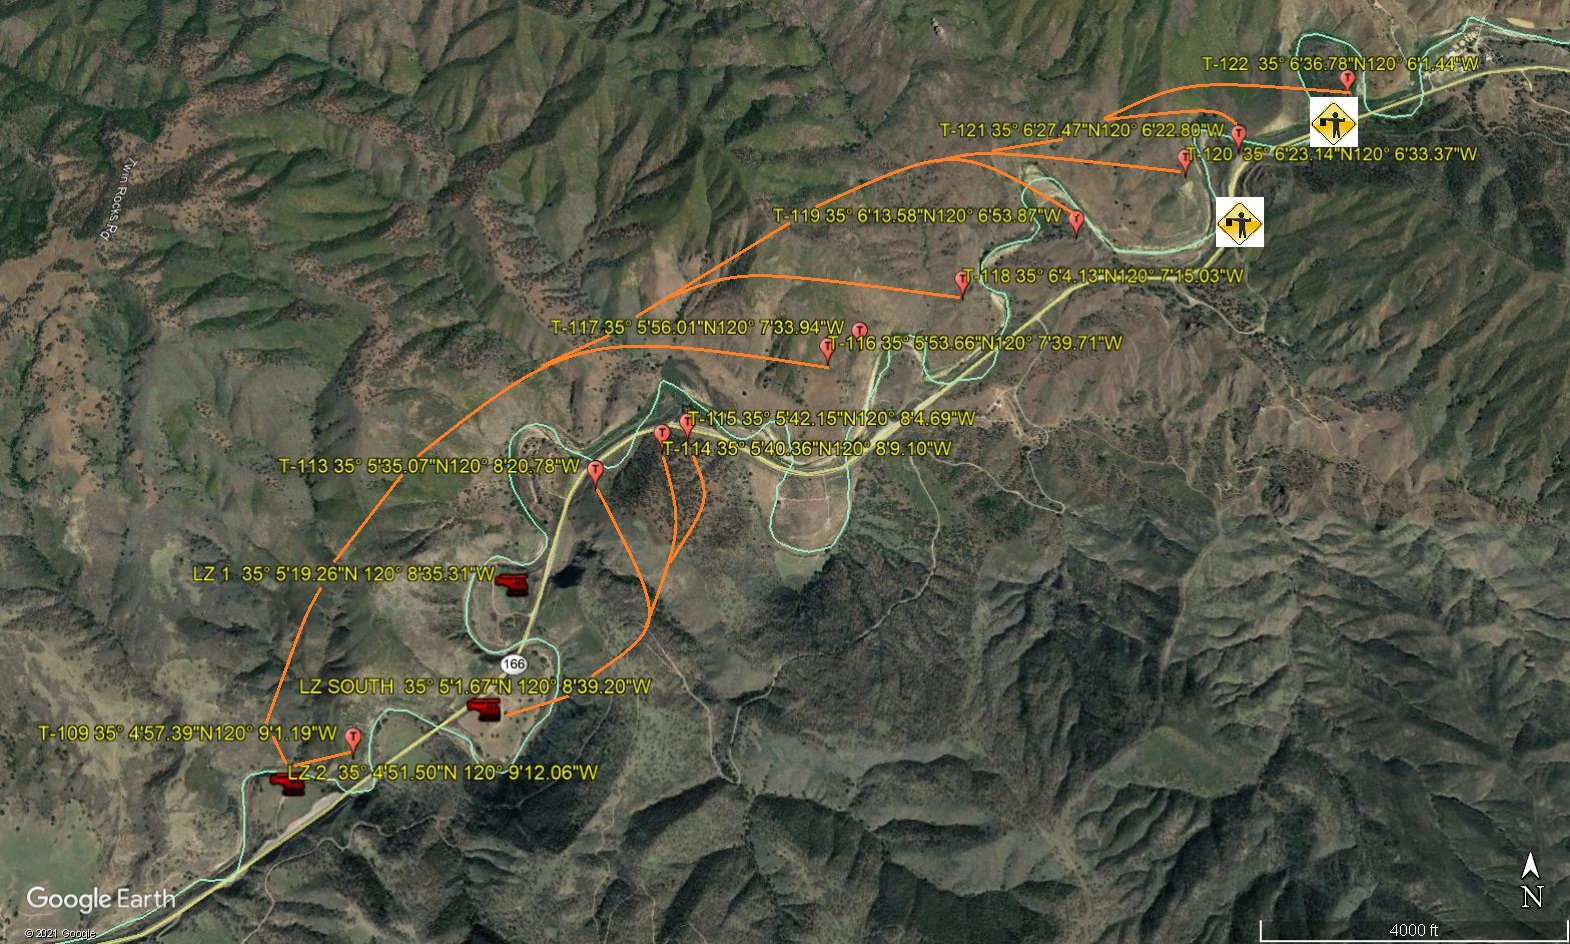 T-122  35° 6'36.78"N120° 6'1.44"W
T-121 35° 6'27.47"N120° 6'22.80"W
T-120  35° 6'23.14"N120° 6'33.37"W
Twin Rocks Rd
T-119 35° 6'13.58"N120° 6'53.87"W
T-118 35° 6'4.13"N120° 7'15.03"W
T-117 35° 5'56.01"N120° 7'33.94"W
T-116 35° 5'53.66"N120° 7'39.71"W
T-115 35° 5'42.15"N120° 8'4.69"W
T-114 35° 5'40.36"N120° 8'9.10"W
T-113 35° 5'35.07"N120° 8'20.78"W
LZ 1  35° 5'19.26"N 120° 8'35.31"W
166
LZ SOUTH  35° 5'1.67"N 120° 8'39.20"W
T-109 35° 4'57.39"N120° 9'1.19"W
LZ 2  35° 4'51.50"N 120° 9'12.06"W
Google Earth
© 2021 Google
N
4000 ft